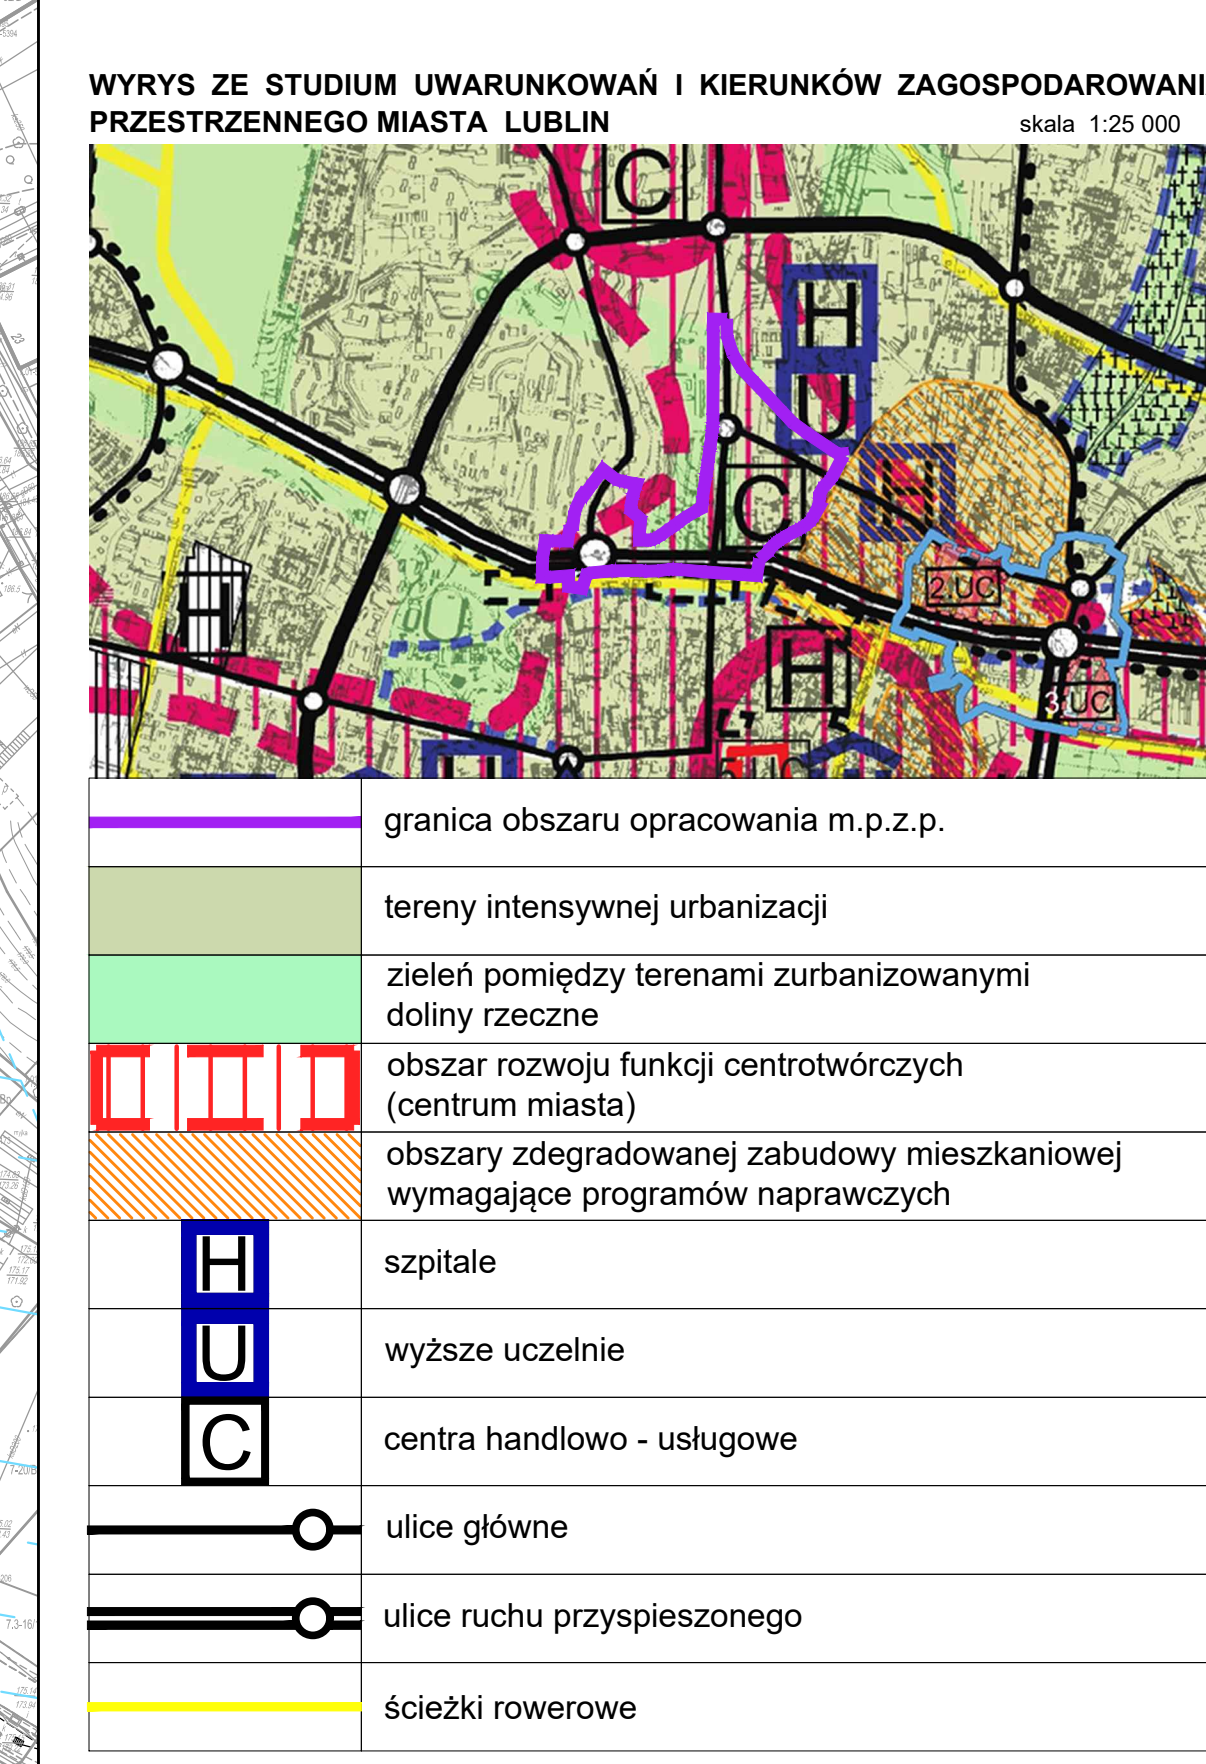 WYRYS ZE STUDIUM UWARUNKOWAŃ I KIERUNKÓW ZAGOSPODAROWANI
PRZESTRZENNEGO MIASTA LUBLIN
skala 1:25 000
C
H
U
C
H
2.UC
H
H
3.UC
granica obszaru opracowania m.p.z.p.
tereny intensywnej urbanizacji
zieleń pomiędzy terenami zurbanizowanymi
doliny rzeczne
obszar rozwoju funkcji centrotwórczych
(centrum miasta)
obszary zdegradowanej zabudowy mieszkaniowej
wymagające programów naprawczych
H
szpitale
U
wyższe uczelnie
C
centra handlowo - usługowe
ulice główne
ulice ruchu przyspieszonego
ścieżki rowerowe